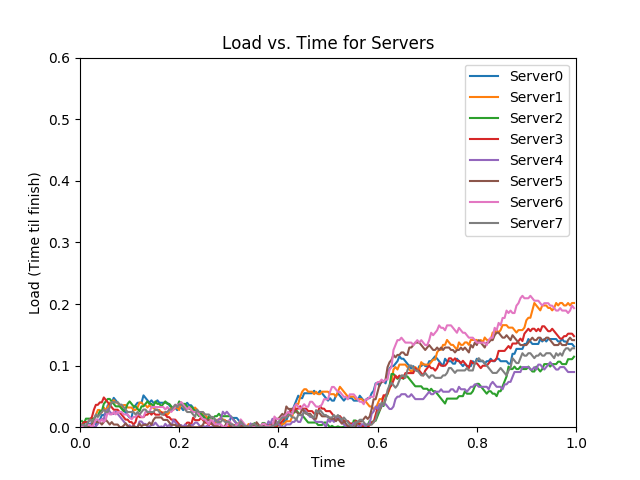 Load vs. Time for Servers
Load (Time til finish)
0.6
0.5
0.4
0.3
0.2
0.1
0.0
Server0
Server1
Server2
Server3
Server4
Server5
Server6
Server7
0.0 0.2 0.4 0.6 0.8 1.0
Time